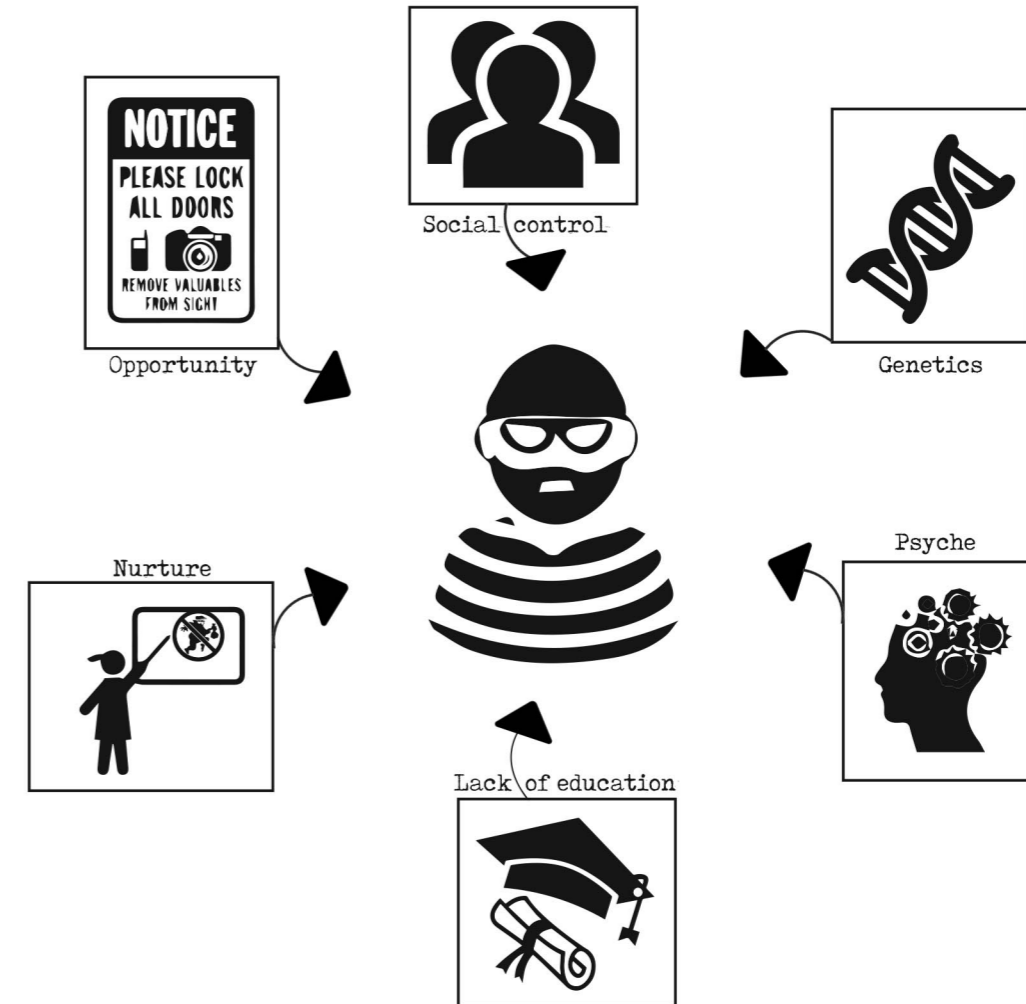 Social control
NOTICE
PLEASE LOCK
ALL DOORS
REMOVE VALUABLES
FROM SIGHT
Opportunity
Genetics
Nurture
Psyche
Lack of education